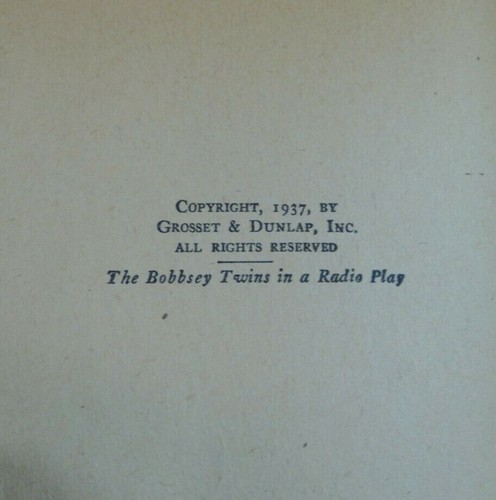 COPYRIGHT, 1937, BY
GROSSET & DUNLAP, INC.
ALL RIGHTS RESERVED
The Bobbsey Twins in a Radio Play